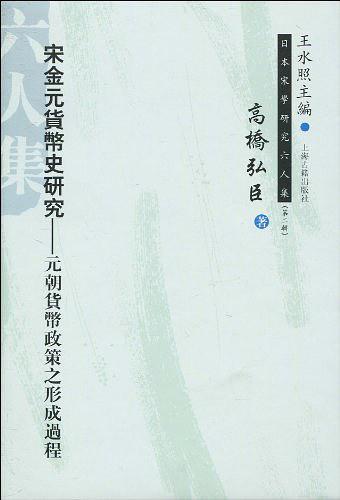 王水照主編
上海古籍出版社
日本宋學研究六人集(第二輯)
高橋弘臣著
宋金元貨幣史研究——元朝貨幣政策之形成過程
六人集